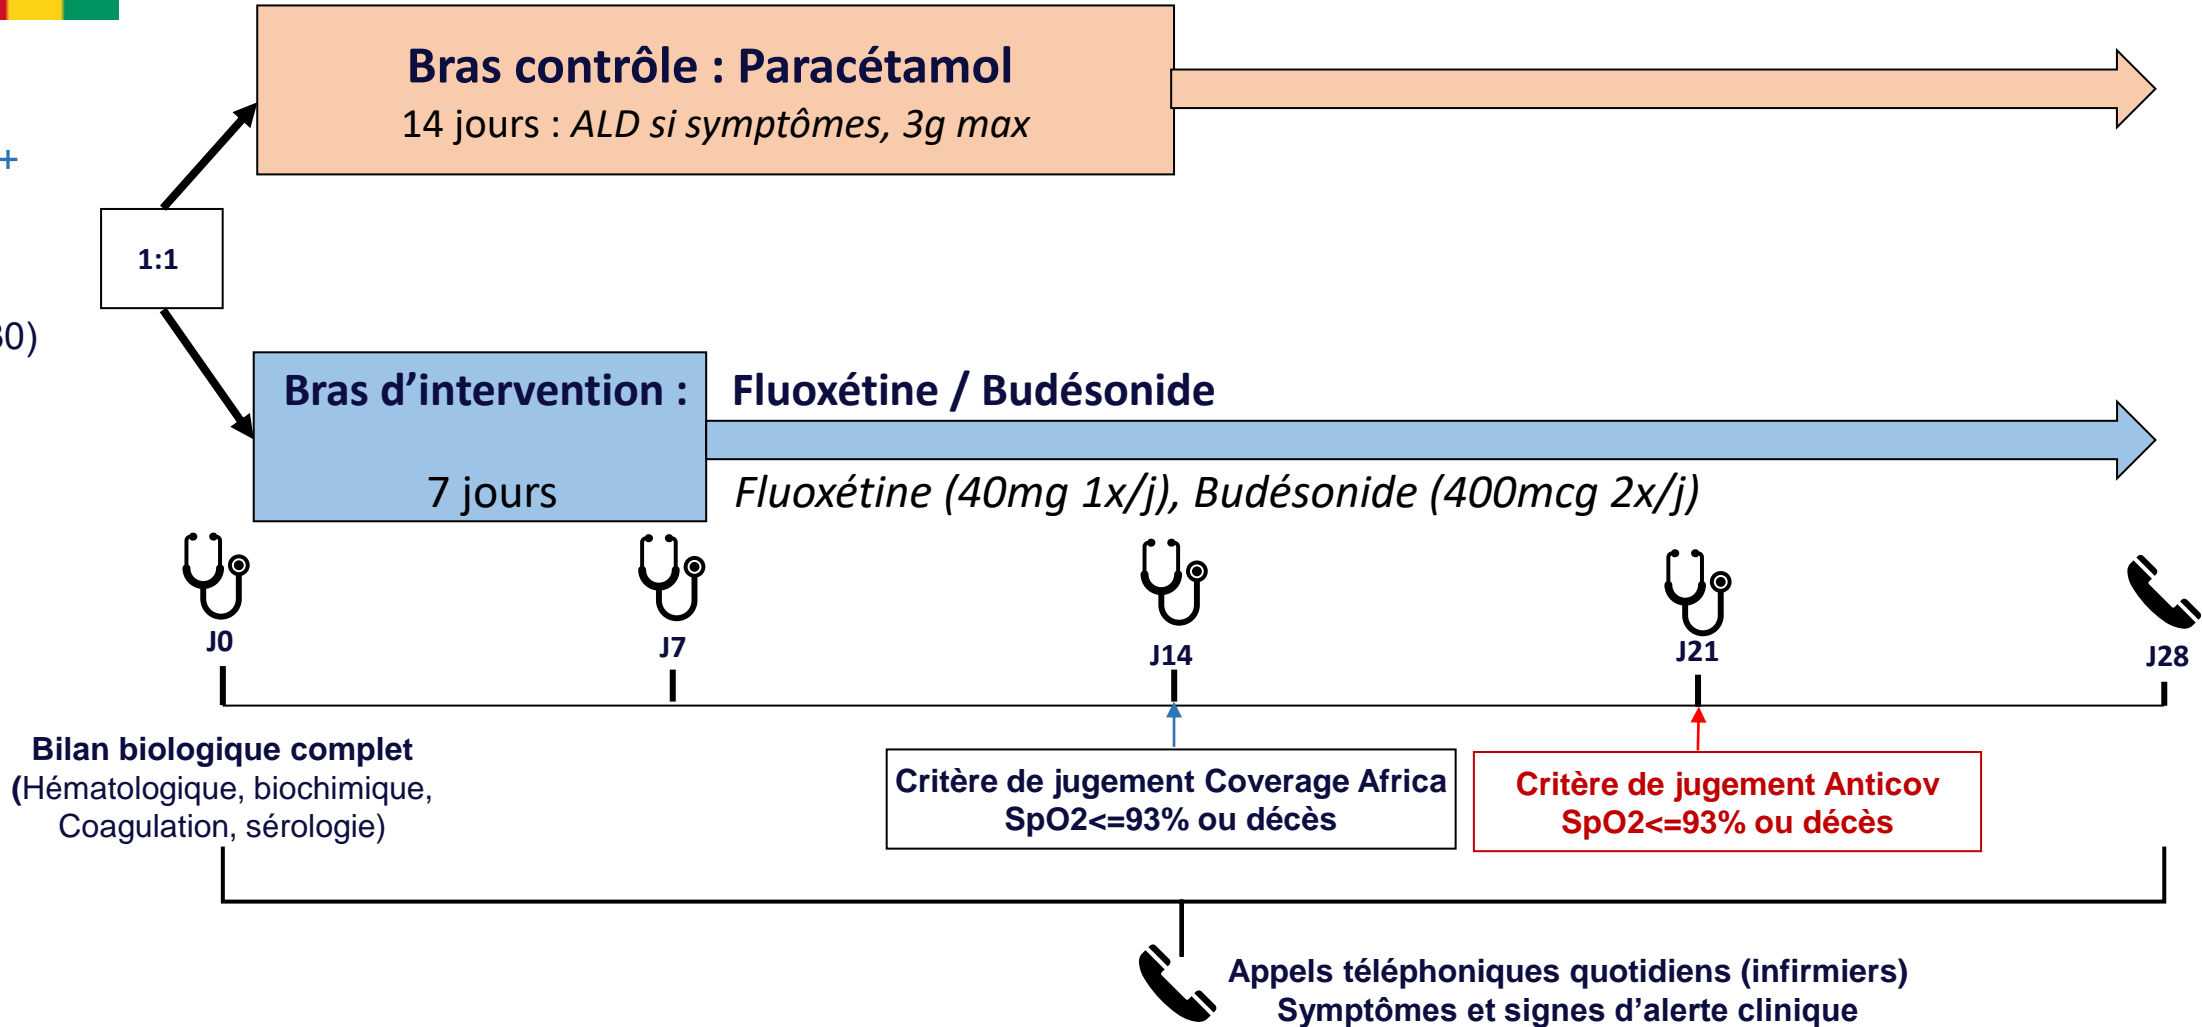 Bras contrôle : Paracétamol
14 jours : ALD si symptômes, 3g max
+
1:1
30)
Bras d’intervention :
Fluoxétine / Budésonide
7 jours
Fluoxétine (40mg 1x/j), Budésonide (400mcg 2x/j)
J0
J7
J14
J21
J28
Bilan biologique complet
(Hématologique, biochimique,
Coagulation, sérologie)
Critère de jugement Coverage Africa
SpO2<=93% ou décès
Critère de jugement Anticov
SpO2<=93% ou décès
Appels téléphoniques quotidiens (infirmiers)
Symptômes et signes d’alerte clinique